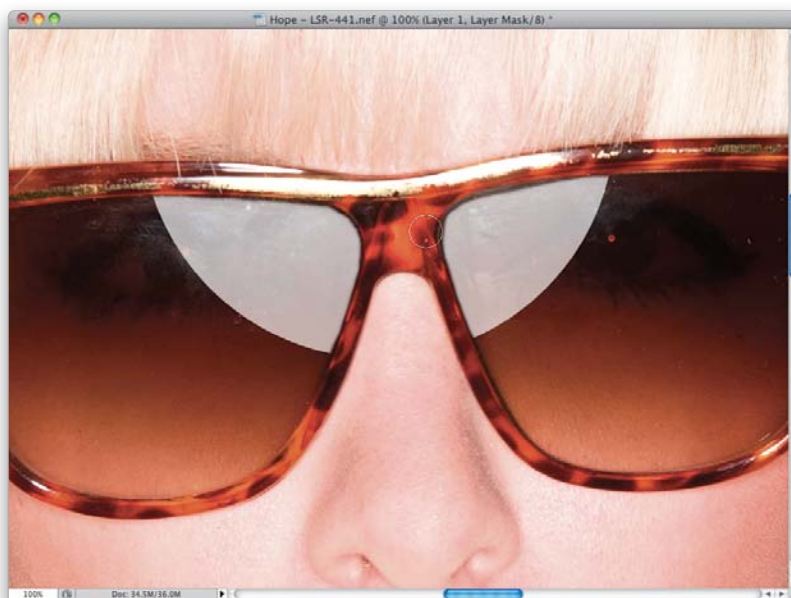 Hope – LSR-441.nef @ 100% (Layer 1, Layer Mask/8) *
100%
Doc: 34.5M/36.0M